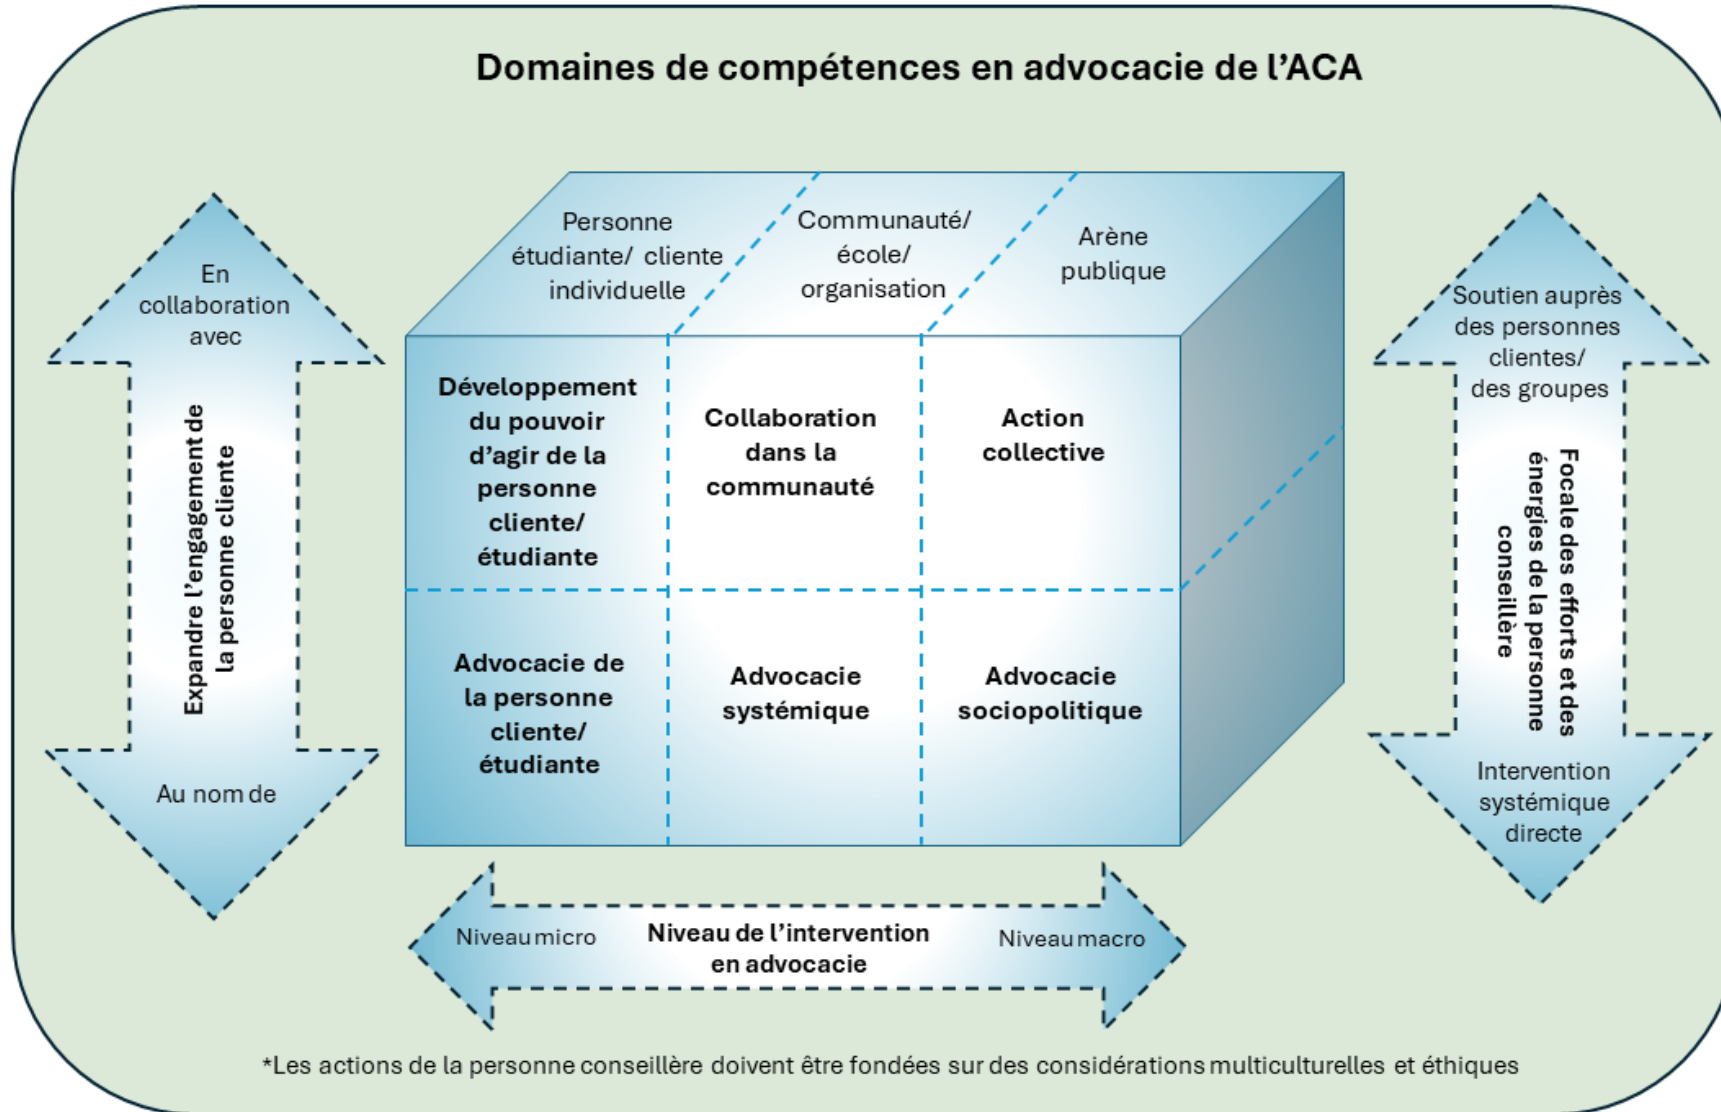 Domaines de compétences en advocacie de l’ACA
En
collaboration
avec
Expandre l’engagement de
la personne cliente
Au nom de
Personne
étudiante/ cliente
individuelle
Communauté/
école/
organisation
Arène
publique
Développement
du pouvoir
d’agir de la
personne
cliente/
étudiante
Collaboration
dans la
communauté
Action
collective
Advocacie de
la personne
cliente/
étudiante
Advocacie
systémique
Advocacie
sociopolitique
Soutien auprès
des personnes
clientes/
des groupes
Focale des efforts et des
énergies de la personne
conseillère
Intervention
systémique
directe
Niveau micro
Niveau de l’intervention
en advocacie
Niveau macro
*Les actions de la personne conseillère doivent être fondées sur des considérations multiculturelles et éthiques